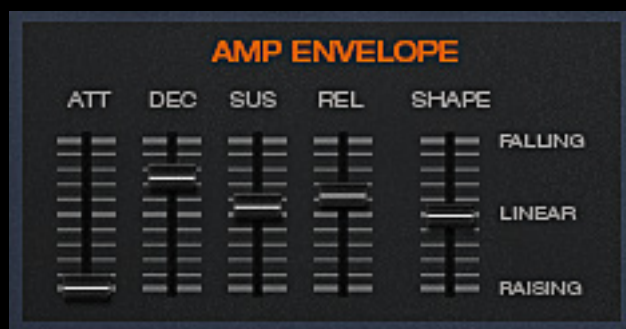 AMP ENVELOPE
ATT DEC SUS REL SHAPE
FALLING
LINEAR
RAISING